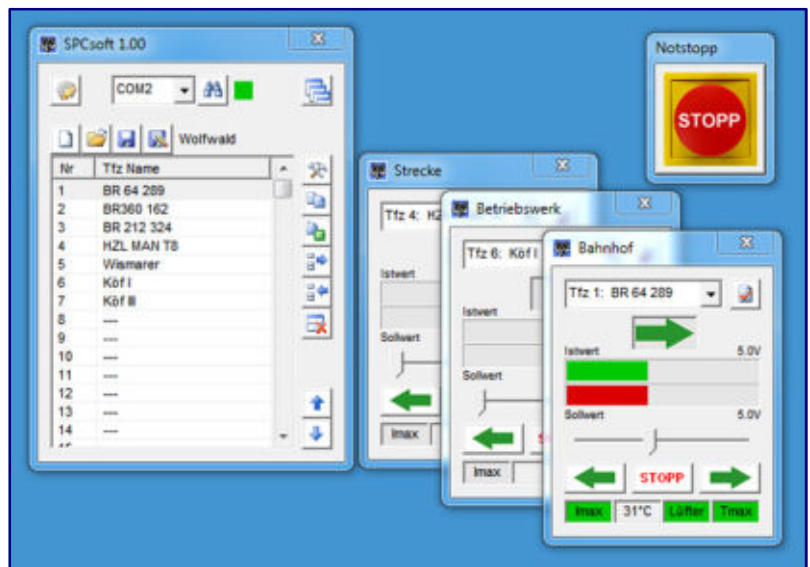 SPCsoft 1.00
COM2
Wolfwald
Nr Tfz Name
1 BR 64 289
2 BR360 162
3 BR 212 324
4 HZL MAN T8
5 Wismarer
6 Köf I
7 Köf III
8 ---
9 ---
10 ---
11 ---
12 ---
13 ---
14 ---
Notstopp
STOPP
Strecke
Tfz 4:
Istwert
Sollwert
Imax
Betriebswerk
Tfz 6: Köf I
Istwert
Sollwert
Imax
Bahnhof
Tfz 1: BR 64 289
Istwert 5.0V
Sollwert 5.0V
STOPP
Imax 31°C Lüfter Tmax